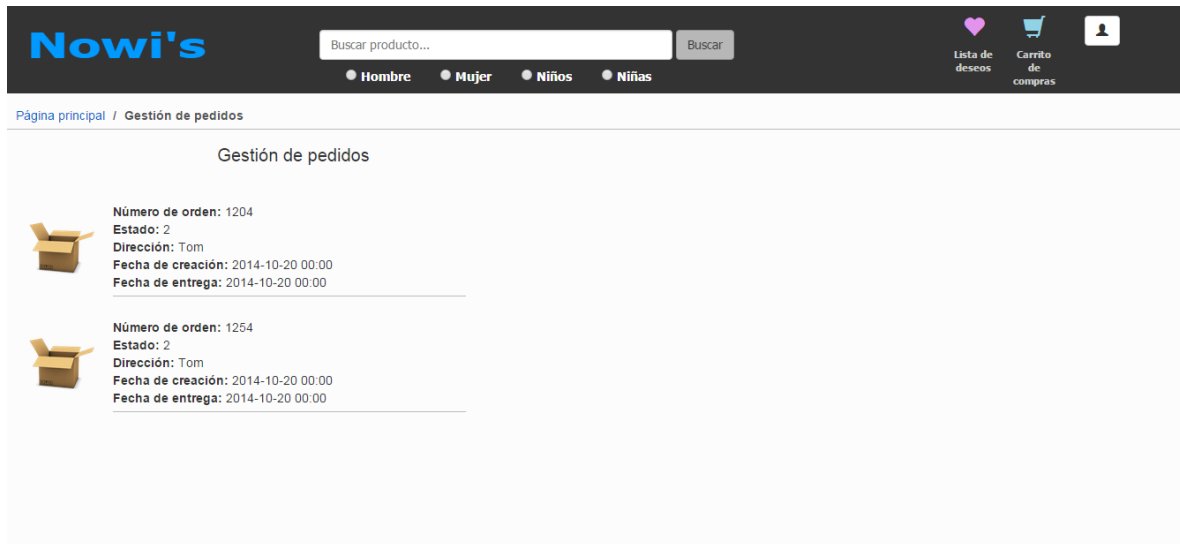 Nowi's
Buscar producto...
Buscar
Hombre Mujer Niños Niñas
Lista de
deseos
Carrito
de
compras
Página principal / Gestión de pedidos
Gestión de pedidos
Número de orden: 1204
Estado: 2
Dirección: Tom
Fecha de creación: 2014-10-20 00:00
Fecha de entrega: 2014-10-20 00:00
Número de orden: 1254
Estado: 2
Dirección: Tom
Fecha de creación: 2014-10-20 00:00
Fecha de entrega: 2014-10-20 00:00